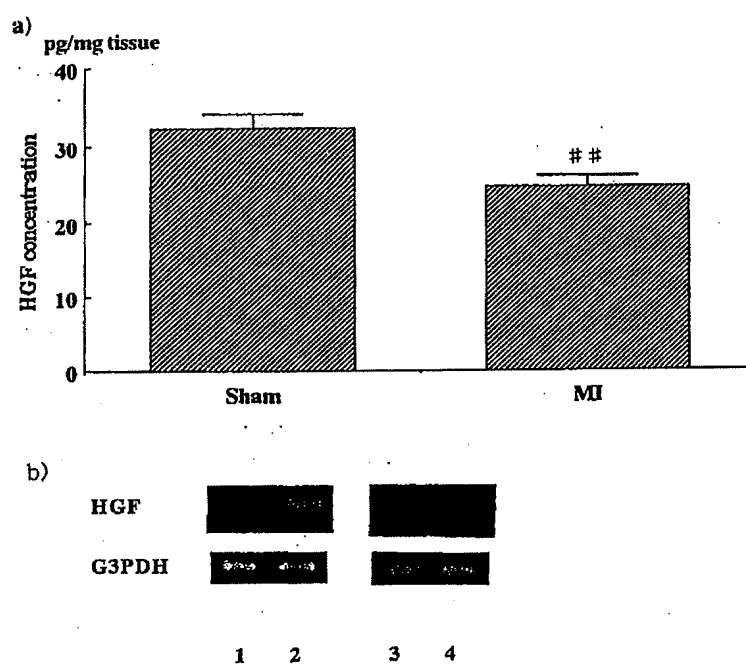 a)
pg/mg tissue
40
30
20
10
0
HGF concentration
##
Sham
MI
b)
HGF
G3PDH
1 2 3 4